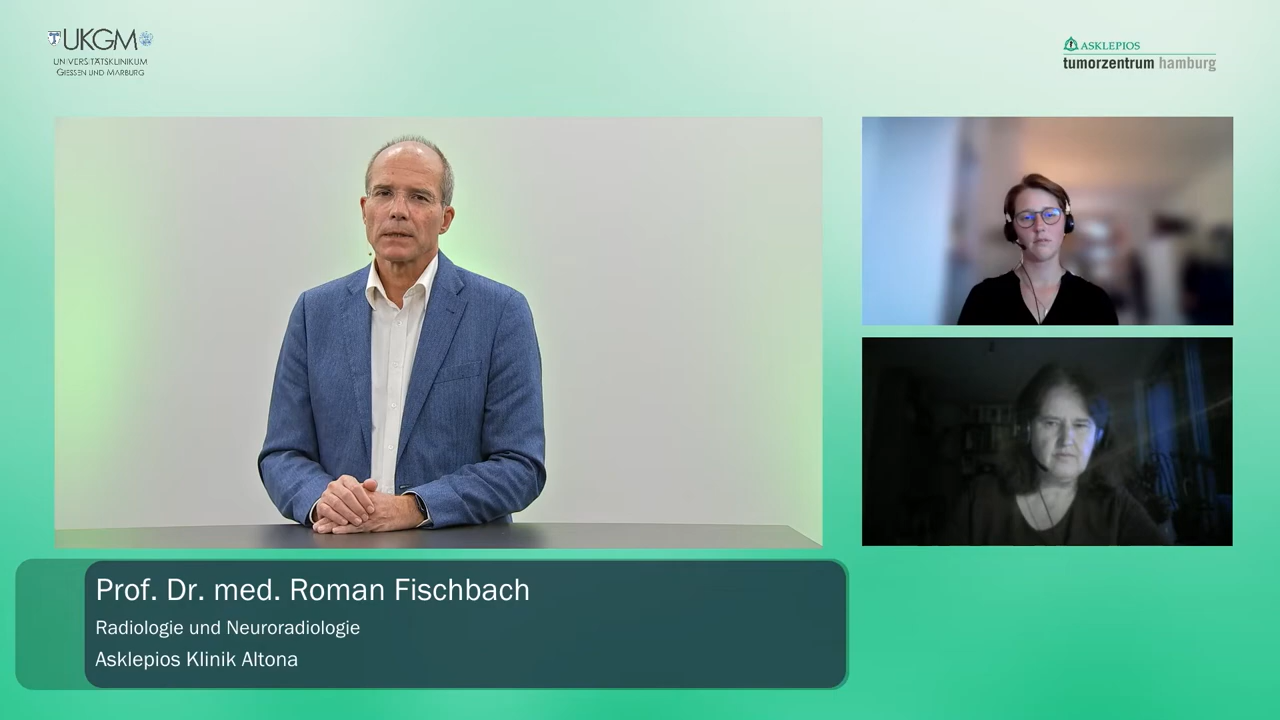 UKGM
UNIVERSITÄTSKLINIKUM
GIESSEN UND MARBURG
ASKLEPIOS
tumorzentrum hamburg
Prof. Dr. med. Roman Fischbach
Radiologie und Neuroradiologie
Asklepios Klinik Altona